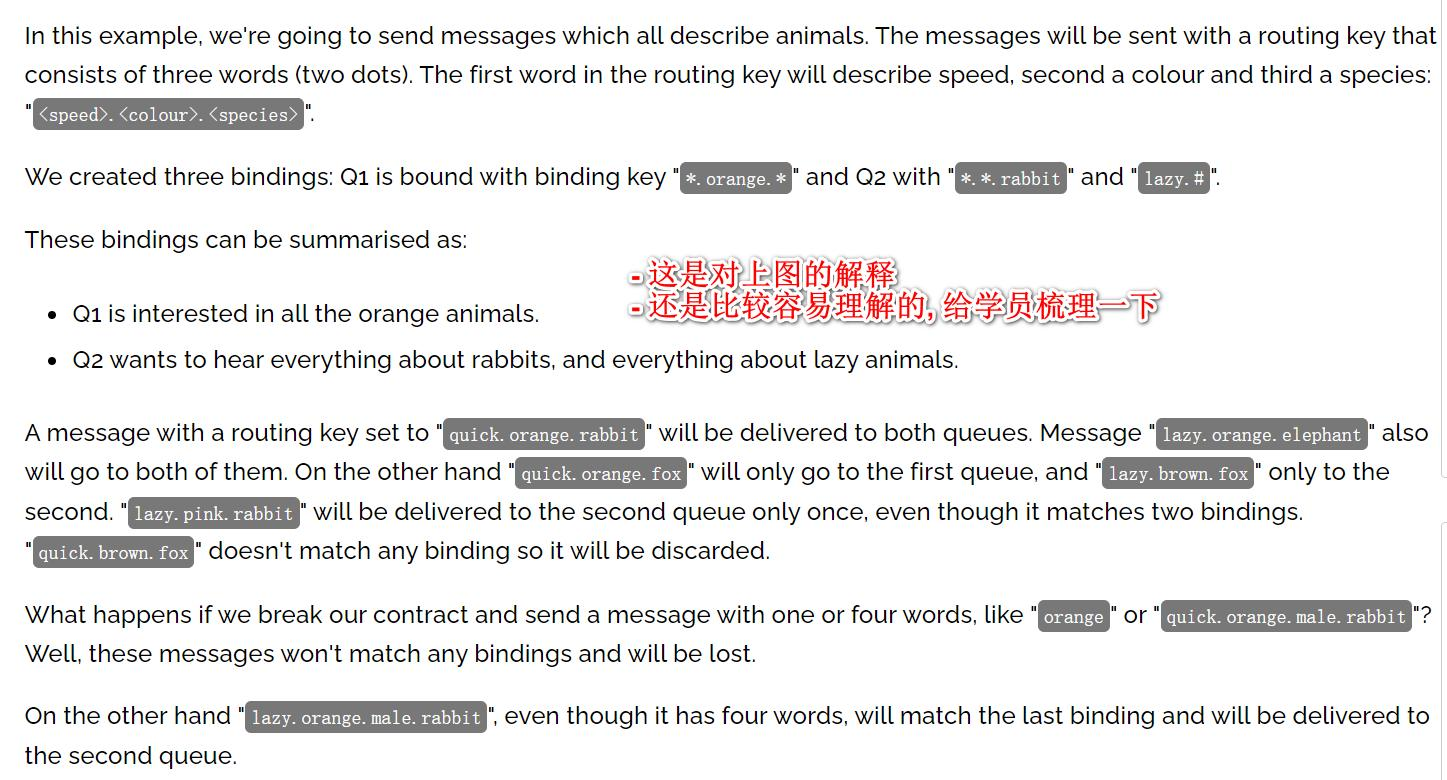 In this example, we're going to send messages which all describe animals. The messages will be sent with a routing key that
consists of three words (two dots). The first word in the routing key will describe speed, second a colour and third a species:
"<speed>.<colour>.<species>".
We created three bindings: Q1 is bound with binding key "*.orange.*" and Q2 with "*.*.rabbit" and "lazy.#".
These bindings can be summarised as:
- 这是对上图的解释
- 还是比较容易理解的, 给学员梳理一下
• Q1 is interested in all the orange animals.
• Q2 wants to hear everything about rabbits, and everything about lazy animals.
A message with a routing key set to "quick.orange.rabbit" will be delivered to both queues. Message "lazy.orange.elephant" also
will go to both of them. On the other hand "quick.orange.fox" will only go to the first queue, and "lazy.brown.fox" only to the
second. "lazy.pink.rabbit" will be delivered to the second queue only once, even though it matches two bindings.
"quick.brown.fox" doesn't match any binding so it will be discarded.
What happens if we break our contract and send a message with one or four words, like "orange" or "quick.orange.male.rabbit"?
Well, these messages won't match any bindings and will be lost.
On the other hand "lazy.orange.male.rabbit", even though it has four words, will match the last binding and will be delivered to
the second queue.